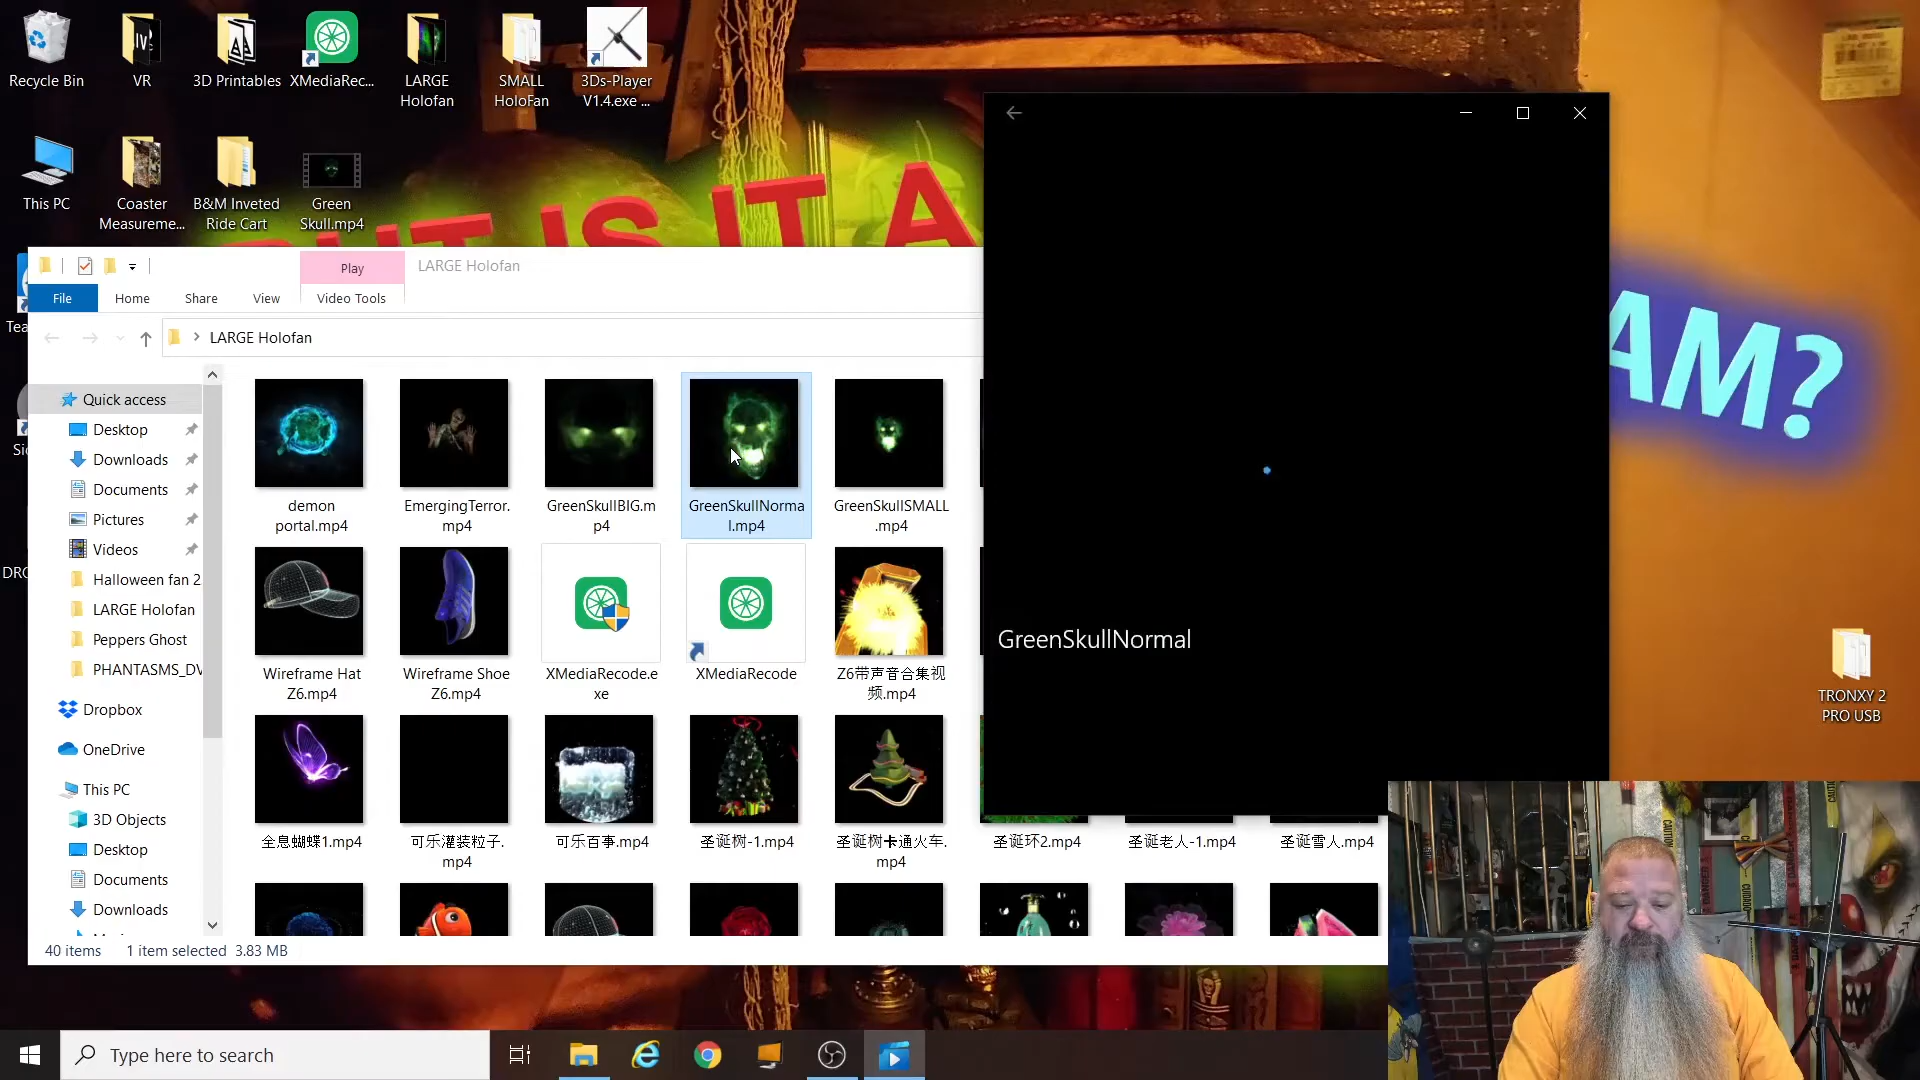 Recycle Bin
VR
3D Printables
XMediaRec...
LARGE
Holofan
SMALL
HoloFan
3Ds-Player
V1.4.exe ...
This PC
Coaster
Measureme...
B&M Inveted
Ride Cart
Green
Skull.mp4
BUT IS IT A
AM?
Tea
Sic
DRO
Play
LARGE Holofan
File
Home
Share
View
Video Tools
LARGE Holofan
Quick access
Desktop
Downloads
Documents
Pictures
Videos
Halloween fan 2
LARGE Holofan
Peppers Ghost
PHANTASMS_DV
Dropbox
OneDrive
This PC
3D Objects
Desktop
Documents
Downloads
demon
portal.mp4
EmergingTerror.
mp4
GreenSkullBIG.m
p4
GreenSkullNorma
l.mp4
GreenSkullSMALL
.mp4
Wireframe Hat
Z6.mp4
Wireframe Shoe
Z6.mp4
XMediaRecode.e
xe
XMediaRecode
Z6带声音合集视
频.mp4
全息蝴蝶1.mp4
可乐灌装粒子.
mp4
可乐百事.mp4
圣诞树-1.mp4
圣诞树卡通火车.
mp4
圣诞环2.mp4
圣诞老人-1.mp4
圣诞雪人.mp4
40 items
1 item selected
3.83 MB
GreenSkullNormal
TRONXY 2
PRO USB
Type here to search